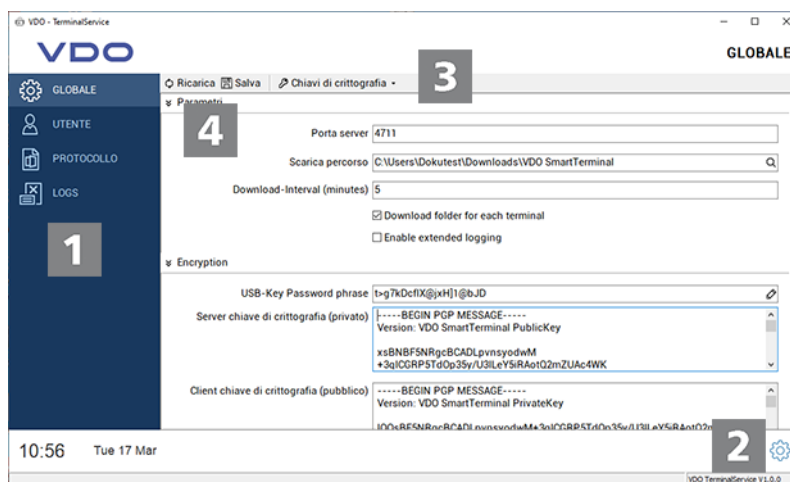 VDO - TerminalService
VDO
GLOBALE
GLOBALE
UTENTE
PROTOCOLLO
LOGS
1
Ricarica Salva Chiavi di crittografia
3
Parametri
4
Porta server 4711
Scarica percorso C:\Users\Dokutest\Downloads\VDO SmartTerminal
Download-Interval (minutes) 5
Download folder for each terminal
Enable extended logging
Encryption
USB-Key Password phrase t>g7kDcflX@jxH]1@bJD
Server chiave di crittografia (privato) -----BEGIN PGP MESSAGE-----
Version: VDO SmartTerminal PublicKey
xsBNBF5NRgcBCADLpvnsyodwM
+3qlCGRP5TdOp35y/U3lLeY5iRAotQ2mZUAc4WK
Client chiave di crittografia (pubblico) -----BEGIN PGP MESSAGE-----
Version: VDO SmartTerminal PrivateKey
10:56 Tue 17 Mar
2
VDO TerminalService V1.0.0